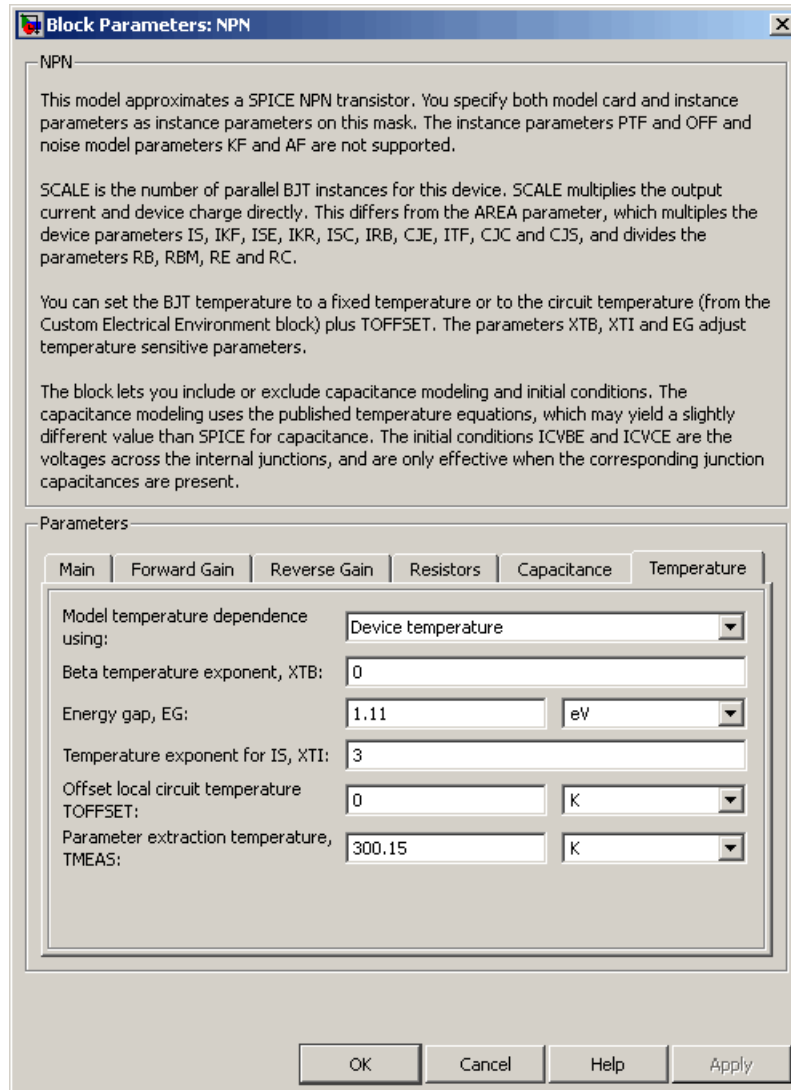 Block Parameters: NPN
NPN
This model approximates a SPICE NPN transistor. You specify both model card and instance
parameters as instance parameters on this mask. The instance parameters PTF and OFF and
noise model parameters KF and AF are not supported.
SCALE is the number of parallel BJT instances for this device. SCALE multiplies the output
current and device charge directly. This differs from the AREA parameter, which multiples the
device parameters IS, IKF, ISE, IKR, ISC, IRB, CJE, ITF, CJC and CJS, and divides the
parameters RB, RBM, RE and RC.
You can set the BJT temperature to a fixed temperature or to the circuit temperature (from the
Custom Electrical Environment block) plus TOFFSET. The parameters XTB, XTI and EG adjust
temperature sensitive parameters.
The block lets you include or exclude capacitance modeling and initial conditions. The
capacitance modeling uses the published temperature equations, which may yield a slightly
different value than SPICE for capacitance. The initial conditions ICVBE and ICVCE are the
voltages across the internal junctions, and are only effective when the corresponding junction
capacitances are present.
Parameters
Main Forward Gain Reverse Gain Resistors Capacitance Temperature
Model temperature dependence
using: Device temperature
Beta temperature exponent, XTB: 0
Energy gap, EG: 1.11 eV
Temperature exponent for IS, XTI: 3
Offset local circuit temperature
TOFFSET: 0 K
Parameter extraction temperature,
TMEAS: 300.15 K
OK Cancel Help Apply